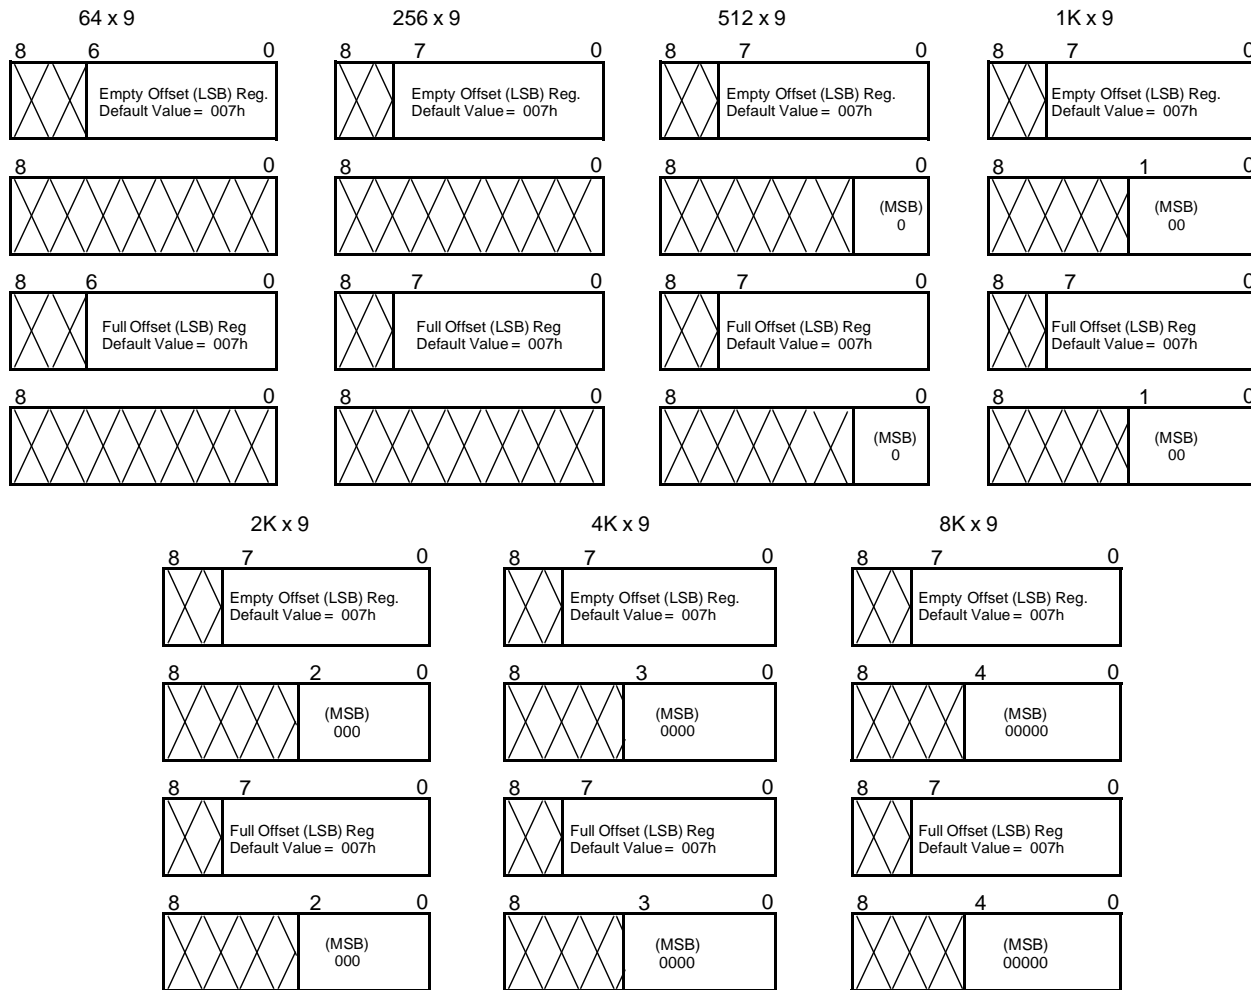 64 x 9
256 x 9
512 x 9
1K x 9
8 6 0
8 7 0
8 7 0
8 7 0
Empty Offset (LSB) Reg.
Default Value = 007h
Empty Offset (LSB) Reg.
Default Value = 007h
Empty Offset (LSB) Reg.
Default Value = 007h
Empty Offset (LSB) Reg.
Default Value = 007h
8 0
8 0
8 0
8 1 0
(MSB)
0
(MSB)
00
8 6 0
8 7 0
8 7 0
8 7 0
Full Offset (LSB) Reg
Default Value = 007h
Full Offset (LSB) Reg
Default Value = 007h
Full Offset (LSB) Reg
Default Value = 007h
Full Offset (LSB) Reg
Default Value = 007h
8 0
8 0
8 0
8 1 0
(MSB)
0
(MSB)
00
2K x 9
4K x 9
8K x 9
8 7 0
8 7 0
8 7 0
Empty Offset (LSB) Reg.
Default Value = 007h
Empty Offset (LSB) Reg.
Default Value = 007h
Empty Offset (LSB) Reg.
Default Value = 007h
8 2 0
8 3 0
8 4 0
(MSB)
000
(MSB)
0000
(MSB)
00000
8 7 0
8 7 0
8 7 0
Full Offset (LSB) Reg
Default Value = 007h
Full Offset (LSB) Reg
Default Value = 007h
Full Offset (LSB) Reg
Default Value = 007h
8 2 0
8 3 0
8 4 0
(MSB)
000
(MSB)
0000
(MSB)
00000